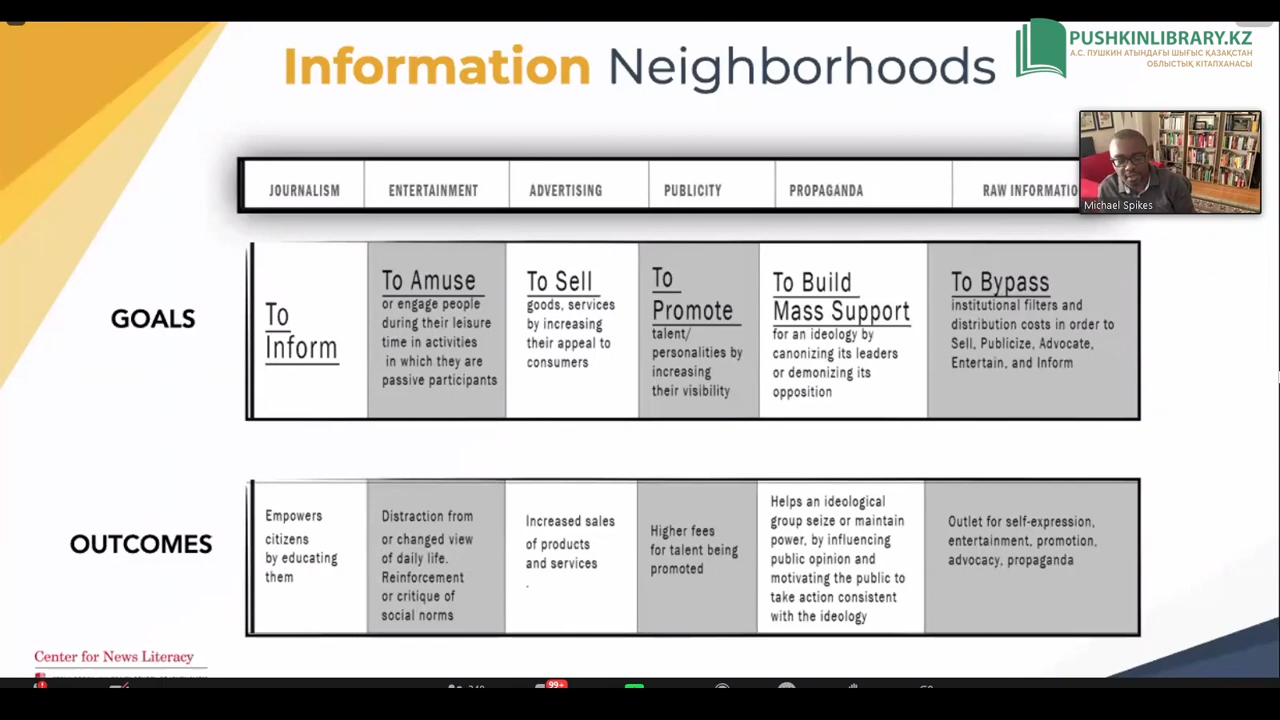 Information Neighborhoods
PUSHKINLIBRARY.KZ
А.С. ПУШКИН АТЫНДАҒЫ ШЫҒЫС ҚАЗАҚСТАН
ОБЛЫСТЫҚ КІТАПХАНАСЫ
Michael Spikes
JOURNALISM
ENTERTAINMENT
ADVERTISING
PUBLICITY
PROPAGANDA
RAW INFORMATIO
GOALS
To
Inform
To Amuse
or engage people
during their leisure
time in activities
in which they are
passive participants
To Sell
goods, services
by increasing
their appeal to
consumers
To
Promote
talent/
personalities by
increasing
their visibility
To Build
Mass Support
for an ideology by
canonizing its leaders
or demonizing its
opposition
To Bypass
institutional filters and
distribution costs in order to
Sell, Publicize, Advocate,
Entertain, and Inform
OUTCOMES
Empowers
citizens
by educating
them
Distraction from
or changed view
of daily life.
Reinforcement
or critique of
social norms
Increased sales
of products
and services
.
Higher fees
for talent being
promoted
Helps an ideological
group seize or maintain
power, by influencing
public opinion and
motivating the public to
take action consistent
with the ideology
Outlet for self-expression,
entertainment, promotion,
advocacy, propaganda
Center for News Literacy
99+